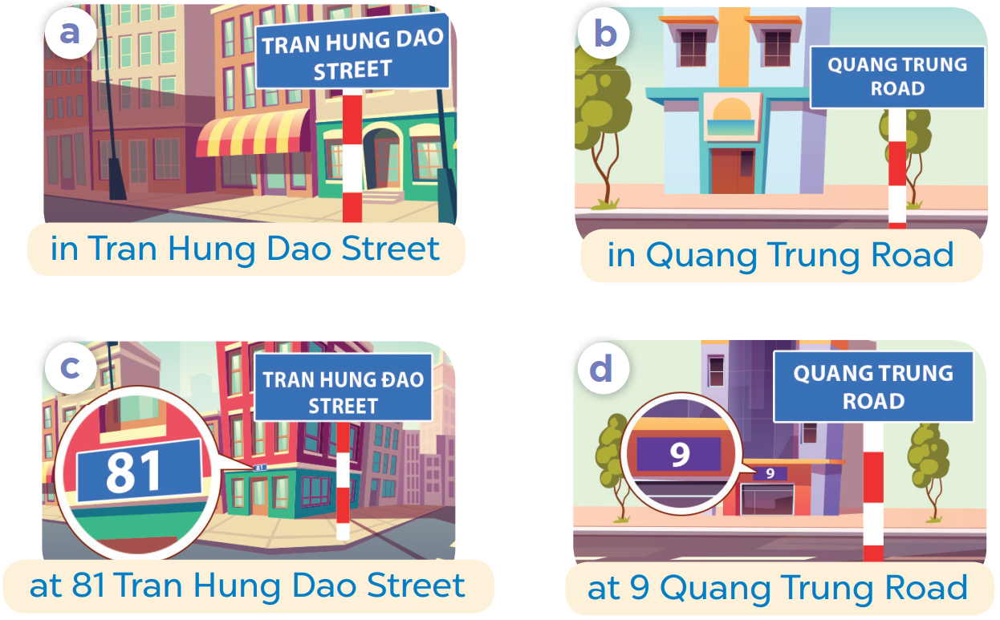 a
TRAN HUNG DAO
STREET
in Tran Hung Dao Street
b
QUANG TRUNG
ROAD
in Quang Trung Road
c
TRAN HUNG ĐAO
STREET
81
81
at 81 Tran Hung Dao Street
d
QUANG TRUNG
ROAD
9
9
at 9 Quang Trung Road